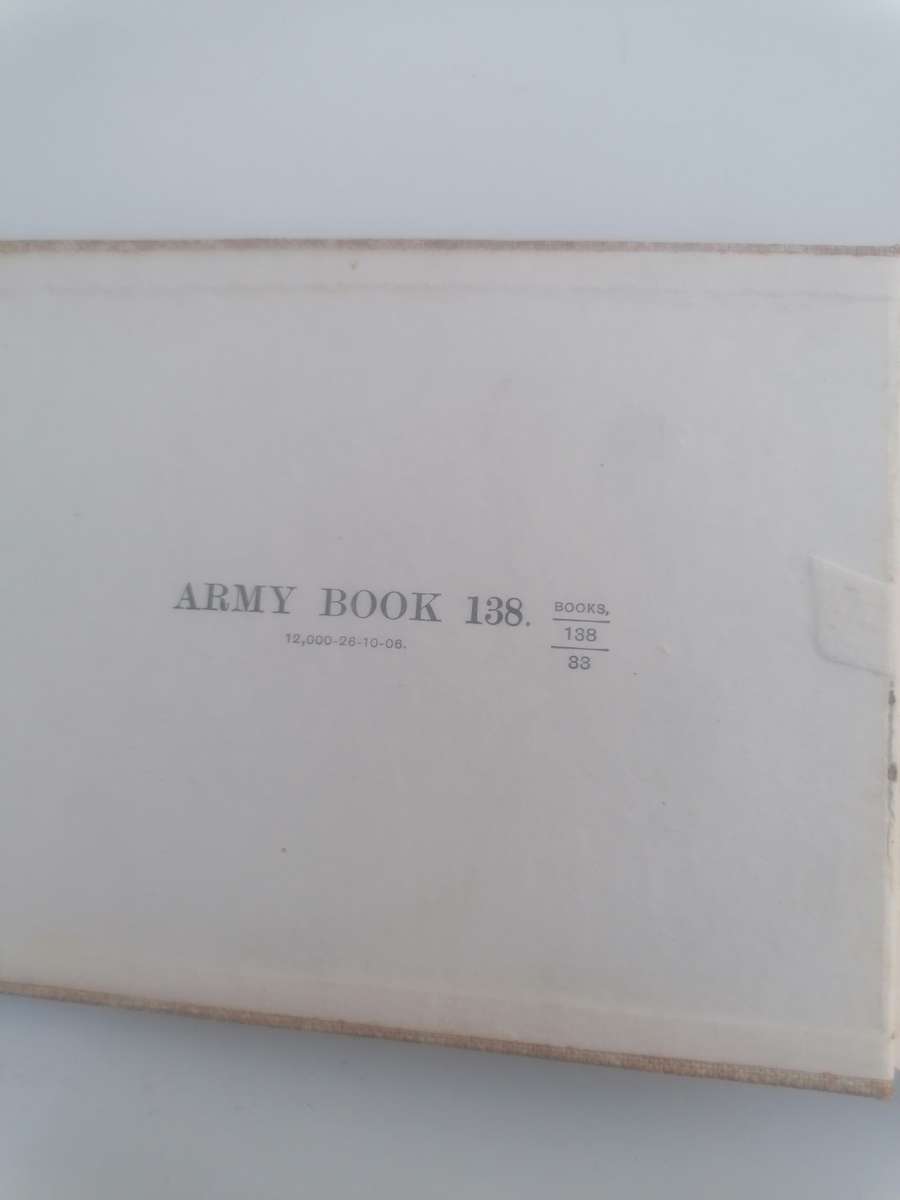 ARMY BOOK 138.
12,000-26-10-06.
BOOKS,
138
83